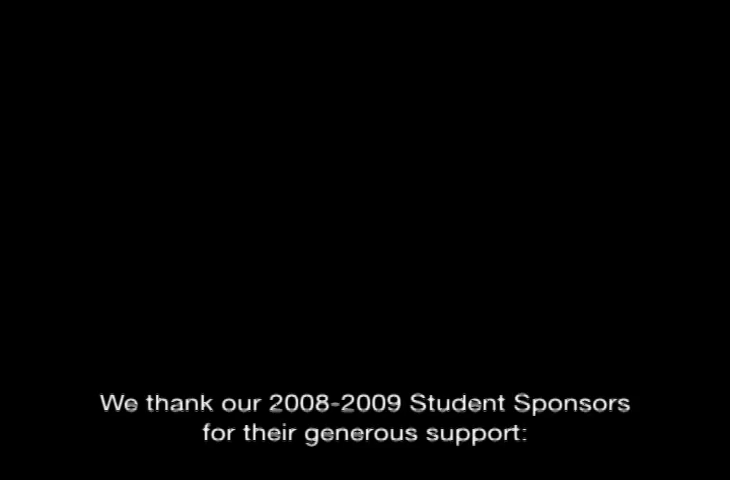 We thank our 2008-2009 Student Sponsors
for their generous support: